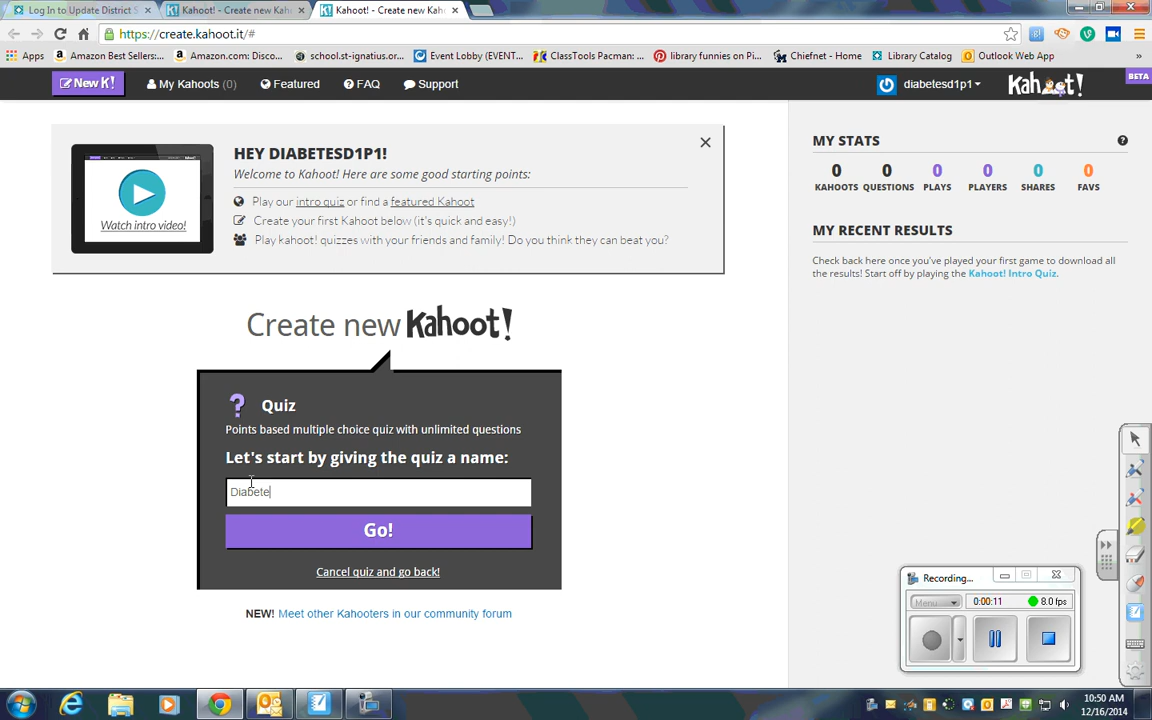 Log In to Update District S
Kahoot! - Create new Kaho
Kahoot! - Create new Kaho
https://create.kahoot.it/#
Apps
Amazon Best Sellers:...
Amazon.com: Disco...
school.st-ignatius.or...
Event Lobby (EVENT...
ClassTools Pacman: ...
library funnies on Pi...
Chiefnet - Home
Library Catalog
Outlook Web App
»
New K!
My Kahoots (0)
Featured
FAQ
Support
diabetesd1p1
Kahoot!
BETA
Watch intro video!
HEY DIABETESD1P1!
Welcome to Kahoot! Here are some good starting points:
Play our intro quiz or find a featured Kahoot
Create your first Kahoot below (it's quick and easy!)
Play kahoot! quizzes with your friends and family! Do you think they can beat you?
MY STATS
0 0 0 0 0 0
KAHOOTS QUESTIONS PLAYS PLAYERS SHARES FAVS
MY RECENT RESULTS
Check back here once you've played your first game to download all
the results! Start off by playing the Kahoot! Intro Quiz.
Create new Kahoot!
? Quiz
Points based multiple choice quiz with unlimited questions
Let's start by giving the quiz a name:
Diabete
Go!
Cancel quiz and go back!
NEW! Meet other Kahooters in our community forum
Recording...
Menu
0:00:11
8.0 fps
10:50 AM
12/16/2014